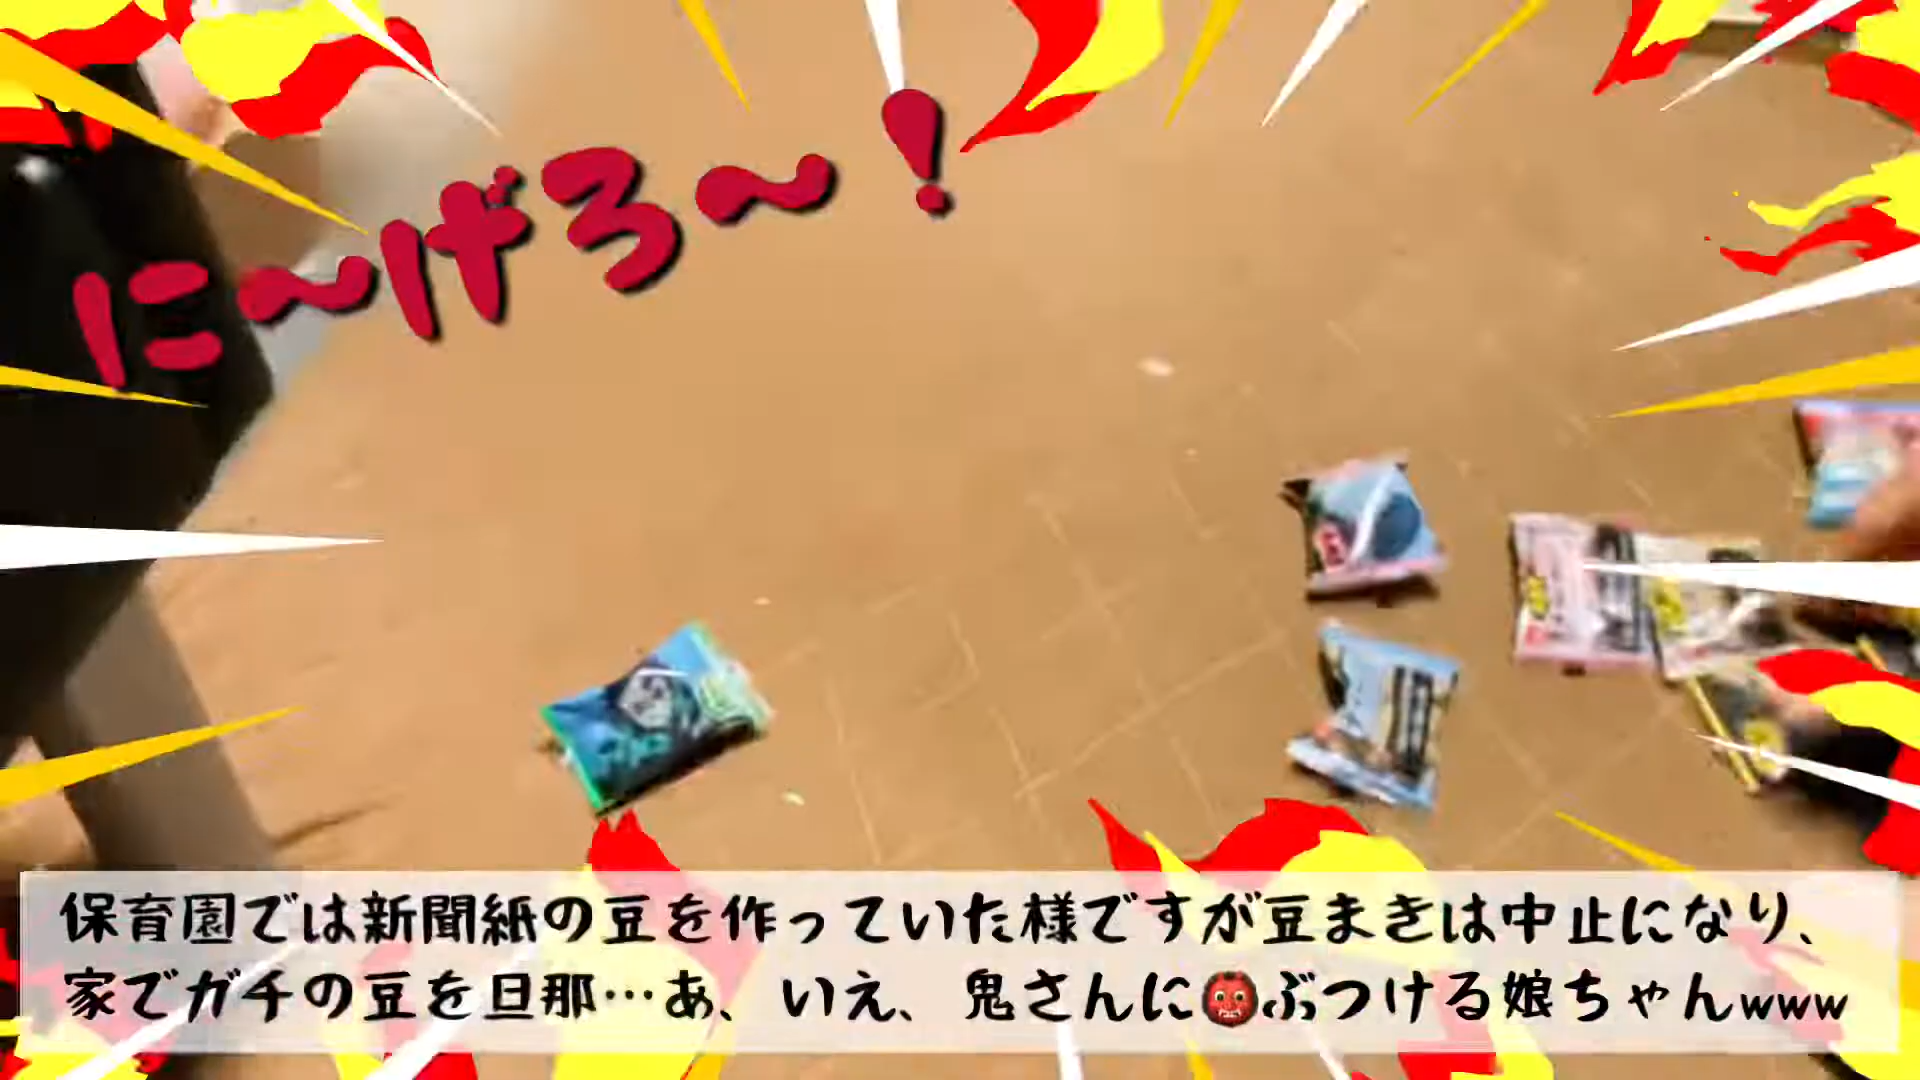 に〜げろ〜!
保育園では新聞紙の豆を作っていた様ですが豆まきは中止になり、
家でガチの豆を旦那…あ、いえ、鬼さんに👹ぶつける娘ちゃんwww